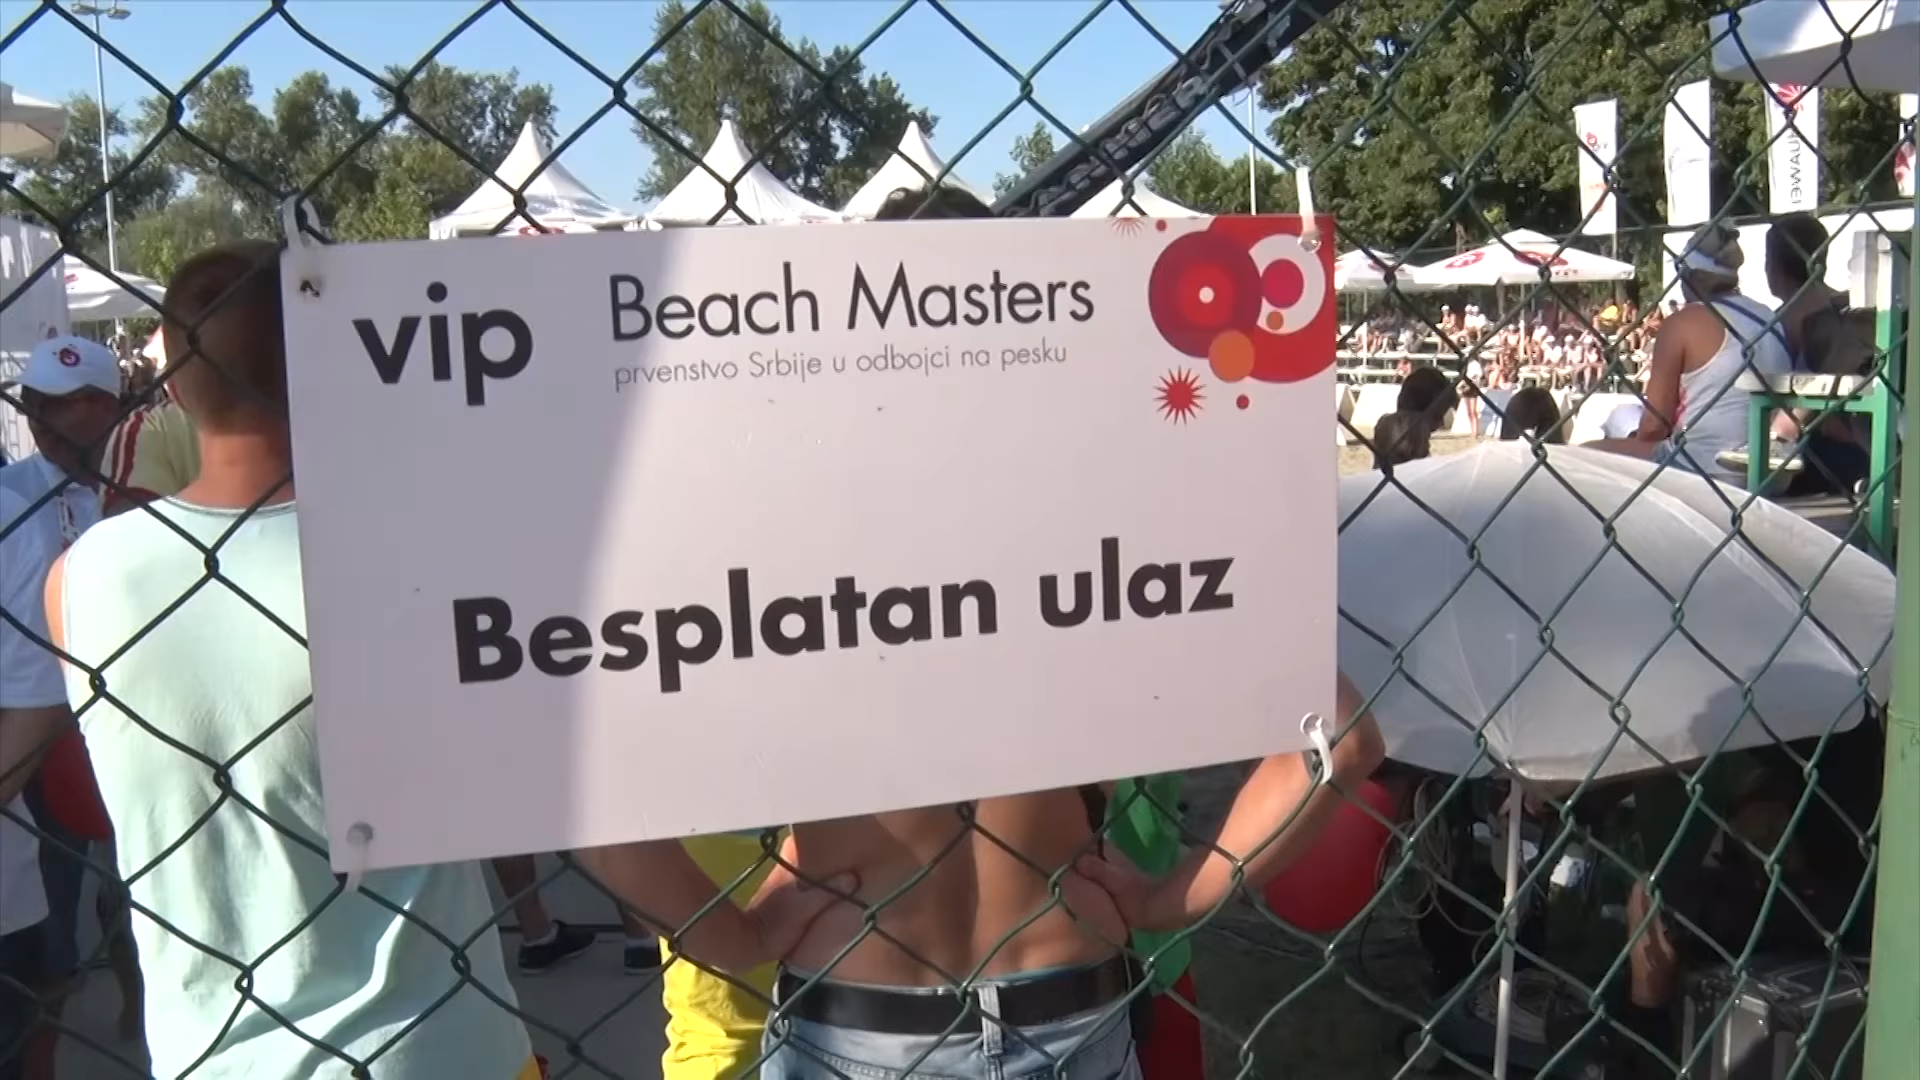 vip
Beach Masters
prvenstvo Srbije u odbojci na pesku
Besplatan ulaz